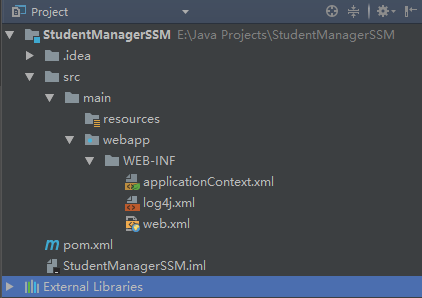 Project
StudentManagerSSM E:\Java Projects\StudentManagerSSM
.idea
src
main
resources
webapp
WEB-INF
applicationContext.xml
log4j.xml
web.xml
pom.xml
StudentManagerSSM.iml
External Libraries